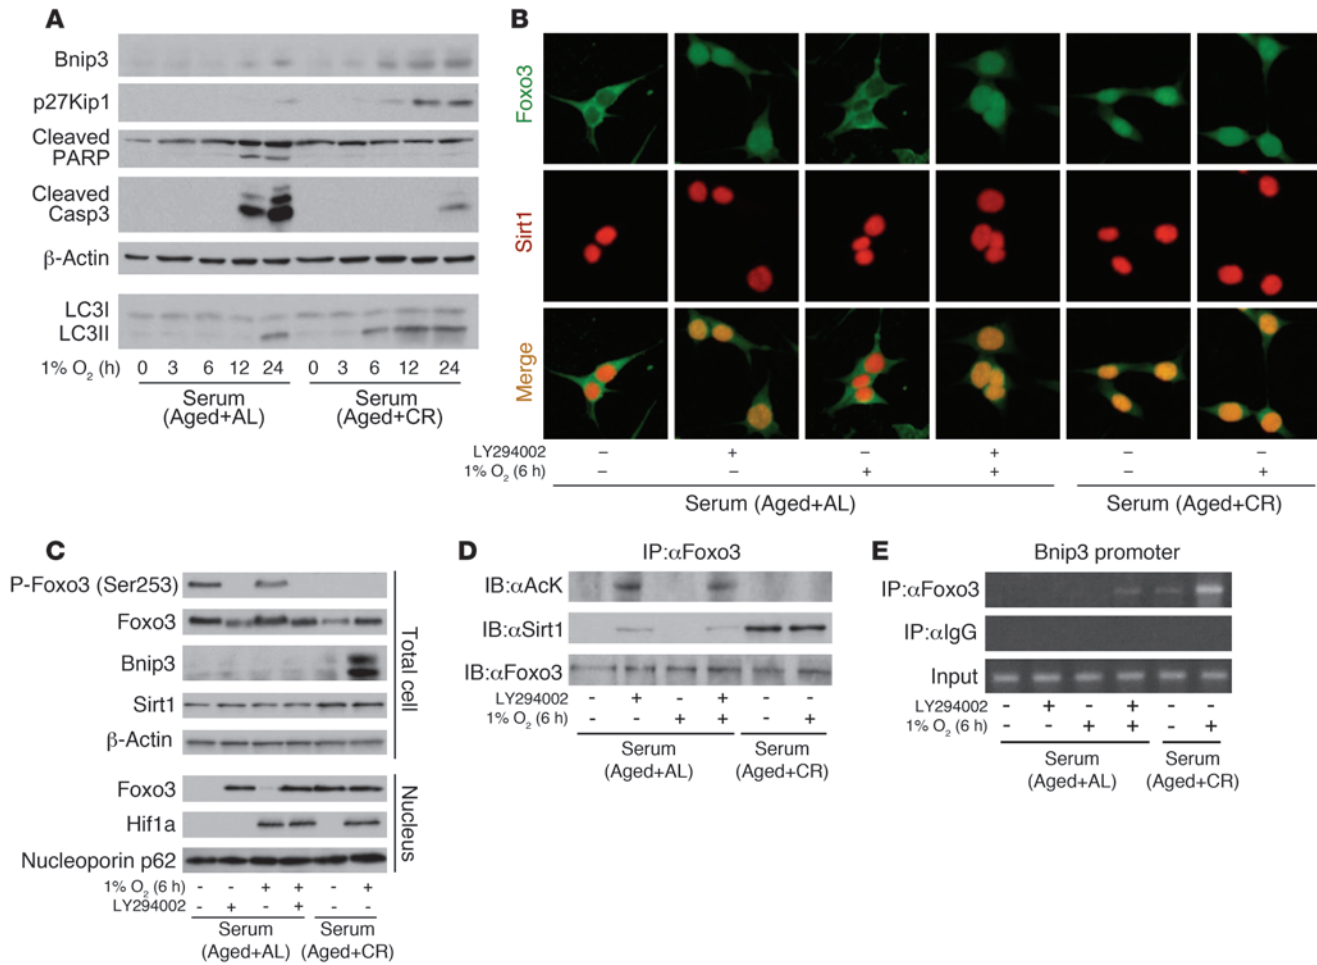 A
Bnip3
p27Kip1
Cleaved
PARP
Cleaved
Casp3
β-Actin
LC3I
LC3II
1% O2 (h) 0 3 6 12 24 0 3 6 12 24
Serum
(Aged+AL)
Serum
(Aged+CR)
B
Foxo3
Sirt1
Merge
LY294002 – + – + – –
1% O2 (6 h) – – + + – +
Serum (Aged+AL)
Serum (Aged+CR)
C
P-Foxo3 (Ser253)
Foxo3
Bnip3
Sirt1
β-Actin
Total cell
Foxo3
Hif1a
Nucleoporin p62
Nucleus
1% O2 (6 h) - - + + - +
LY294002 - + - + - -
Serum
(Aged+AL)
Serum
(Aged+CR)
D
IP:αFoxo3
IB:αAcK
IB:αSirt1
IB:αFoxo3
LY294002 - + - + - -
1% O2 (6 h) - - + + - +
Serum
(Aged+AL)
Serum
(Aged+CR)
E
Bnip3 promoter
IP:αFoxo3
IP:αIgG
Input
LY294002 - + - + - -
1% O2 (6 h) - - + + - +
Serum
(Aged+AL)
Serum
(Aged+CR)